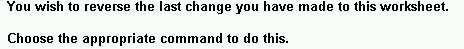 You wish to reverse the last change you have made to this worksheet.
Choose the appropriate command to do this.